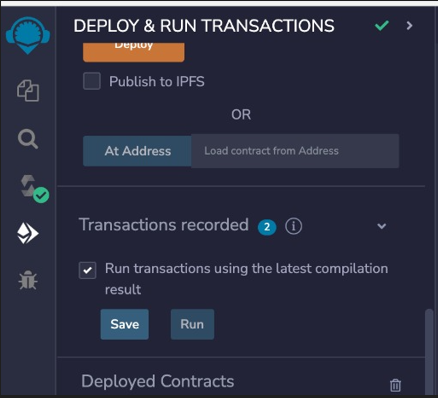 DEPLOY & RUN TRANSACTIONS
Deploy
Publish to IPFS
OR
At Address
Load contract from Address
Transactions recorded 2
Run transactions using the latest compilation
result
Save
Run
Deployed Contracts